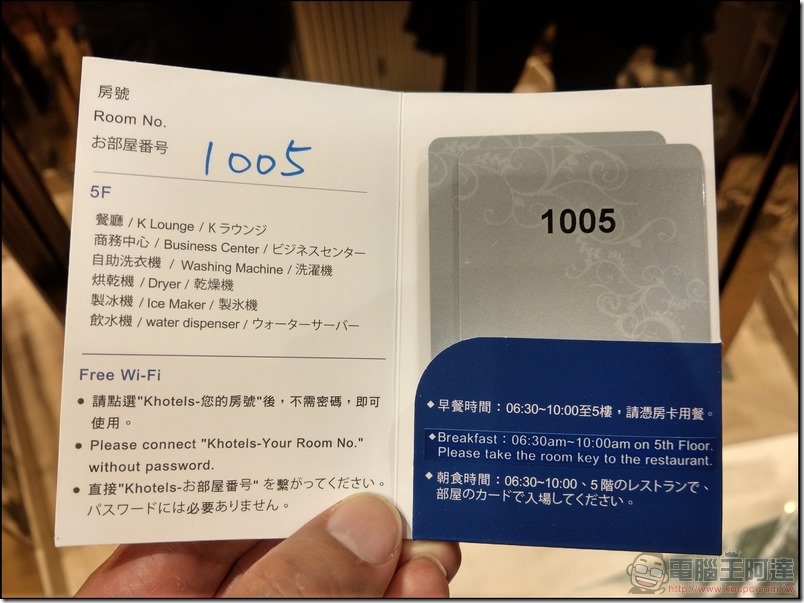 房號
Room No.
お部屋番号 1005
5F
餐廳 / K Lounge / Kラウンジ
商務中心 / Business Center / ビジネスセンター
自助洗衣機 / Washing Machine / 洗濯機
烘乾機 / Dryer / 乾燥機
製冰機 / Ice Maker / 製氷機
飲水機 / water dispenser / ウォーターサーバー
Free Wi-Fi
● 請點選"Khotels-您的房號"後，不需密碼，即可
使用。
● Please connect "Khotels-Your Room No."
without password.
● 直接"Khotels-お部屋番号" を繋がってください。
パスワードには必要ありません。
1005
◆早餐時間：06:30~10:00至5樓，請憑房卡用餐。
◆Breakfast：06:30am~10:00am on 5th Floor.
Please take the room key to the restaurant.
◆朝食時間：06:30~10:00、5階のレストランで、
部屋のカードで入場してください。
電腦王阿達
http://www.kocpc.com.tw